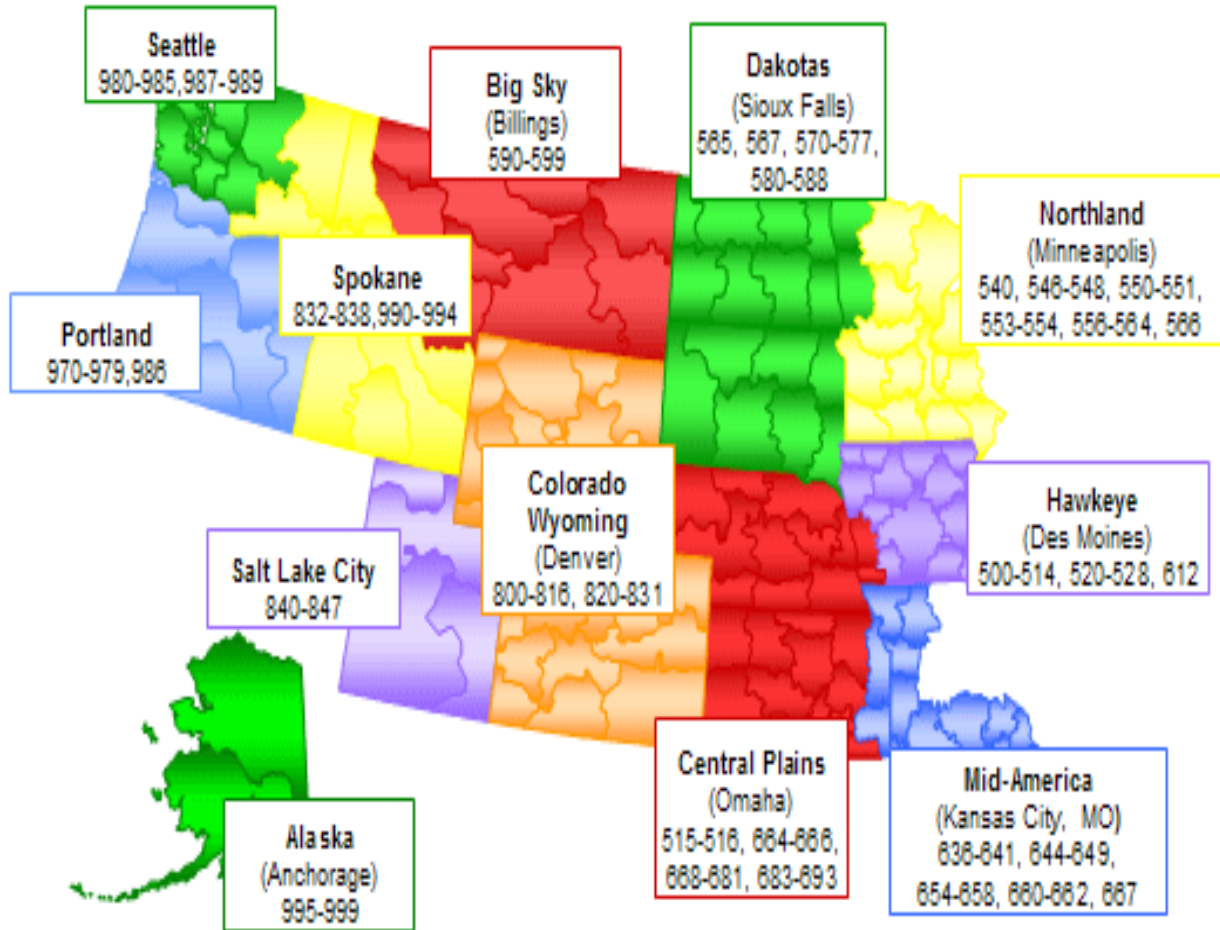 Seattle
980-985,987-989
Big Sky
(Billings)
590-599
Dakotas
(Sioux Falls)
565, 567, 570-577,
580-588
Northland
(Minneapolis)
540, 546-548, 550-551,
553-554, 556-564, 566
Spokane
832-838,990-994
Portland
970-979,986
Colorado
Wyoming
(Denver)
800-816, 820-831
Hawkeye
(Des Moines)
500-514, 520-528, 612
Salt Lake City
840-847
Central Plains
(Omaha)
515-516, 664-666,
668-681, 683-693
Mid-America
(Kansas City, MO)
636-641, 644-649,
654-658, 660-662, 667
Alaska
(Anchorage)
995-999